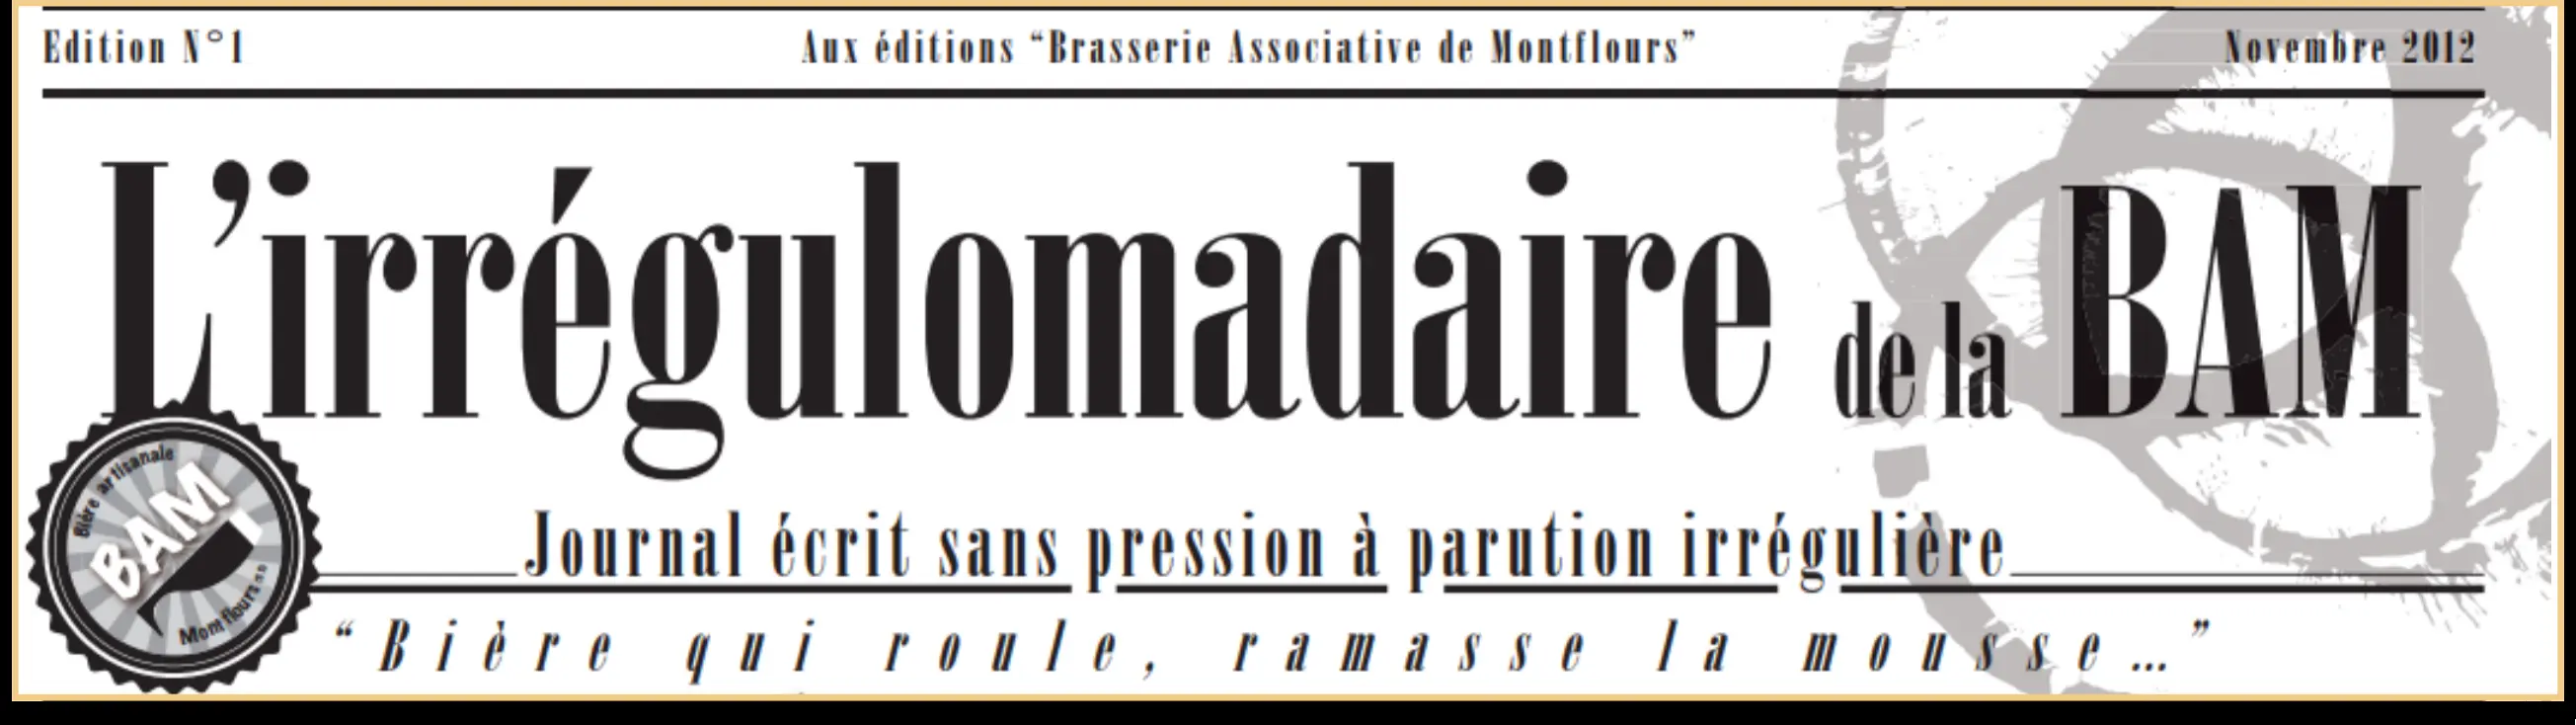 Edition N°1 Aux éditions “Brasserie Associative de Montflours” Novembre 2012
L’irrégulomadaire de la BAM
Bière artisanale
BAM
Montflours
Journal écrit sans pression à parution irrégulière
“Bière qui roule, ramasse la mousse...”